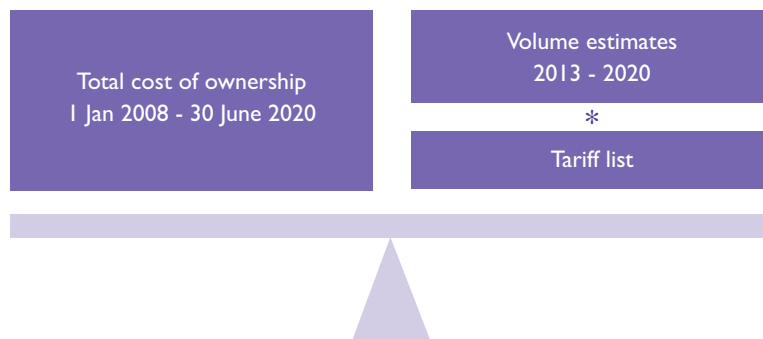 Total cost of ownership
1 Jan 2008 - 30 June 2020
Volume estimates
2013 - 2020
*
Tariff list